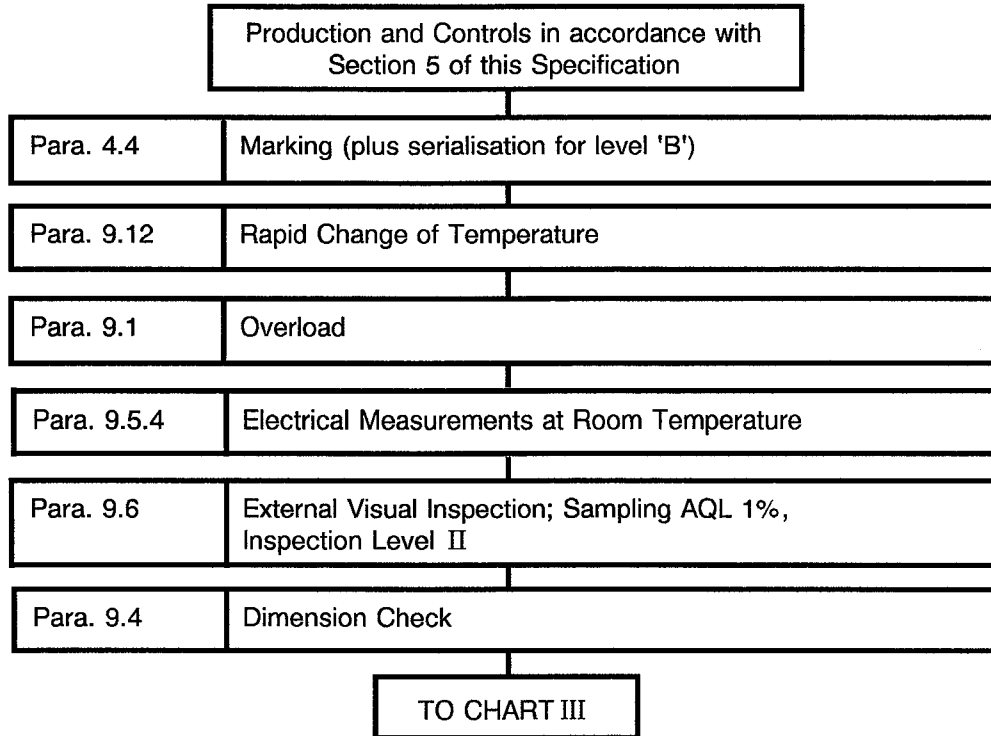 Production and Controls in accordance with
Section 5 of this Specification
Para. 4.4 Marking (plus serialisation for level 'B')
Para. 9.12 Rapid Change of Temperature
Para. 9.1 Overload
Para. 9.5.4 Electrical Measurements at Room Temperature
Para. 9.6 External Visual Inspection; Sampling AQL 1%,
Inspection Level II
Para. 9.4 Dimension Check
TO CHART III